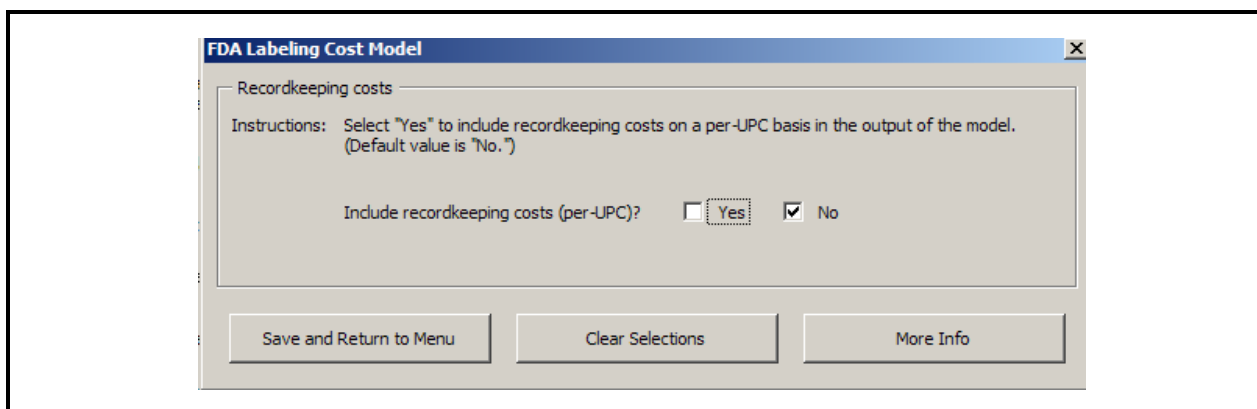 FDA Labeling Cost Model
Recordkeeping costs
Instructions: Select "Yes" to include recordkeeping costs on a per-UPC basis in the output of the model.
(Default value is "No.")
Include recordkeeping costs (per-UPC)? Yes No
Save and Return to Menu Clear Selections More Info